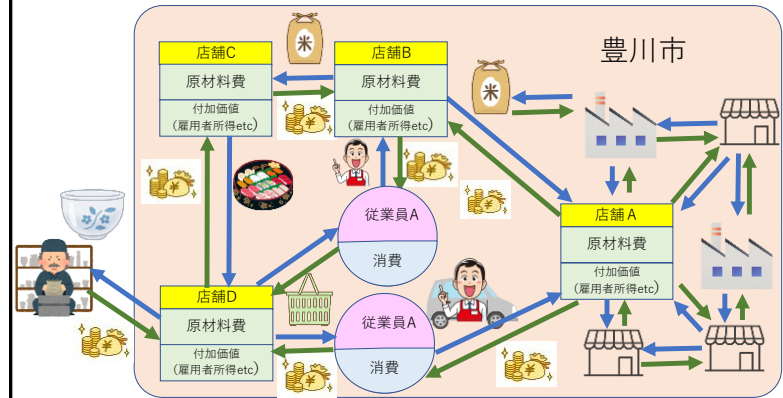 豊川市
店舗C
原材料費
付加価値
(雇用者所得etc)
店舗B
原材料費
付加価値
(雇用者所得etc)
米
米
店舗A
原材料費
付加価値
(雇用者所得etc)
従業員A
消費
店舗D
原材料費
付加価値
(雇用者所得etc)
従業員A
消費
¥
¥
¥
¥
¥
¥
¥